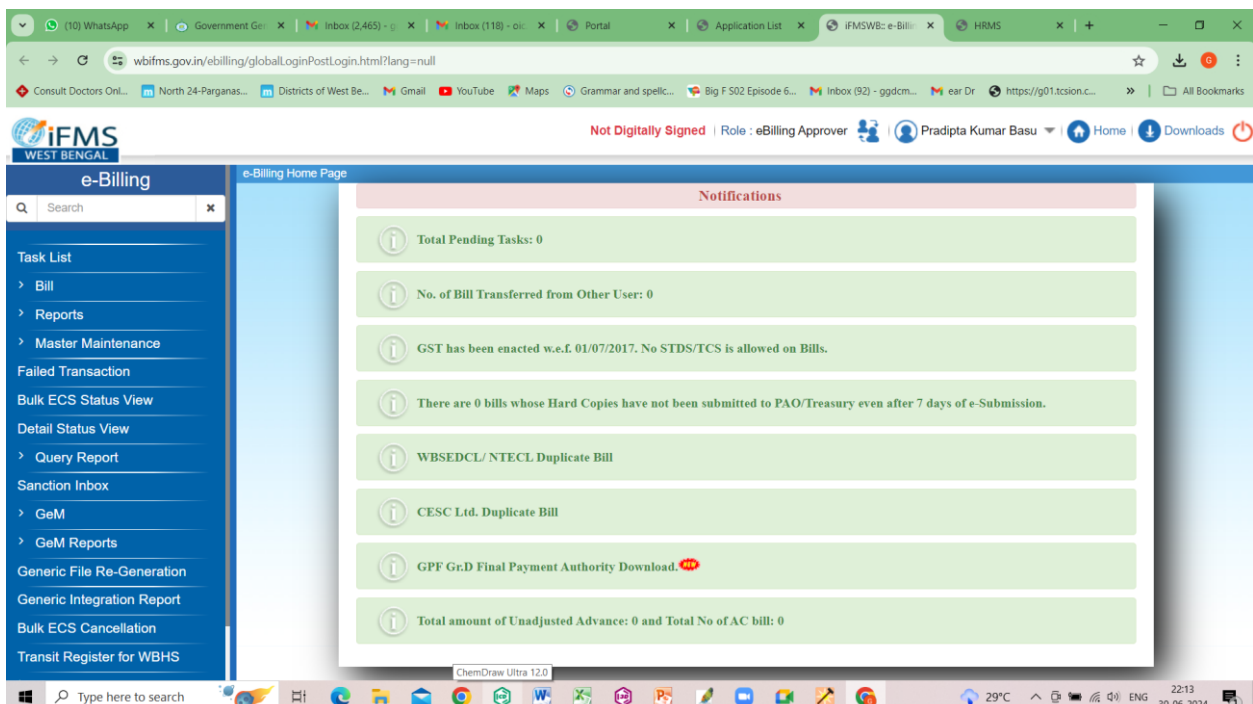 (10) WhatsApp
Government Ger
Inbox (2,465) - g
Inbox (118) - oic
Portal
Application List
iFMSWB:: e-Billin
HRMS
wbifms.gov.in/ebilling/globalLoginPostLogin.html?lang=null
G
Consult Doctors Onl...
North 24-Parganas...
Districts of West Be...
Gmail
YouTube
Maps
Grammar and spellc...
Big F S02 Episode 6...
Inbox (92) - ggdcm...
ear Dr
https://g01.tcsion.c...
All Bookmarks
iFMS
WEST BENGAL
Not Digitally Signed | Role : eBilling Approver
Pradipta Kumar Basu
Home
Downloads
e-Billing
Search
Task List
Bill
Reports
Master Maintenance
Failed Transaction
Bulk ECS Status View
Detail Status View
Query Report
Sanction Inbox
GeM
GeM Reports
Generic File Re-Generation
Generic Integration Report
Bulk ECS Cancellation
Transit Register for WBHS
e-Billing Home Page
Notifications
Total Pending Tasks: 0
No. of Bill Transferred from Other User: 0
GST has been enacted w.e.f. 01/07/2017. No STDS/TCS is allowed on Bills.
There are 0 bills whose Hard Copies have not been submitted to PAO/Treasury even after 7 days of e-Submission.
WBSEDCL/ NTECL Duplicate Bill
CESC Ltd. Duplicate Bill
GPF Gr.D Final Payment Authority Download. NEW
Total amount of Unadjusted Advance: 0 and Total No of AC bill: 0
ChemDraw Ultra 12.0
Type here to search
29°C
ENG
22:13
30-06-2024